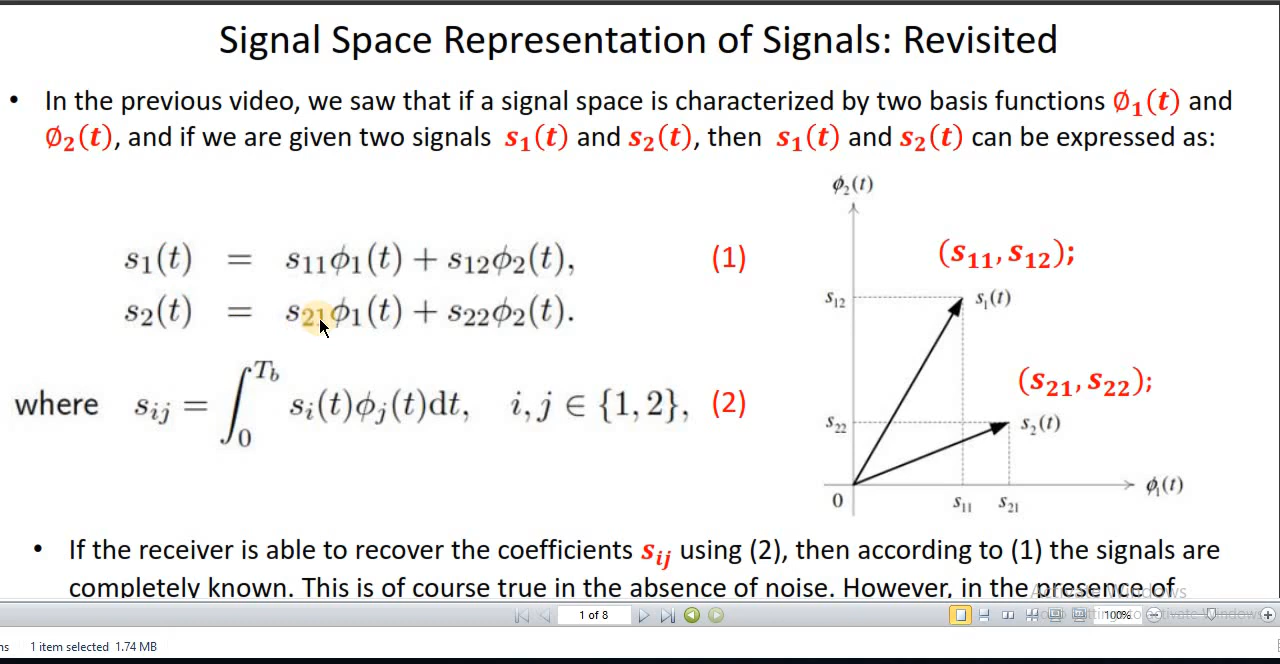 Signal Space Representation of Signals: Revisited
• In the previous video, we saw that if a signal space is characterized by two basis functions ∅₁(t) and
∅₂(t), and if we are given two signals s₁(t) and s₂(t), then s₁(t) and s₂(t) can be expressed as:
ϕ₂(t)
s₁(t) = s₁₁ϕ₁(t) + s₁₂ϕ₂(t), (1)
(s₁₁, s₁₂);
s₁₂
s₁(t)
s₂(t) = s₂₁ϕ₁(t) + s₂₂ϕ₂(t).
where sᵢⱼ = ∫₀^{T_b} sᵢ(t)ϕⱼ(t)dt, i, j ∈ {1, 2}, (2)
(s₂₁, s₂₂);
s₂₂
s₂(t)
ϕ₁(t)
0
s₁₁ s₂₁
• If the receiver is able to recover the coefficients sᵢⱼ using (2), then according to (1) the signals are
completely known. This is of course true in the absence of noise. However, in the presence of
1 of 8
100%
ns 1 item selected 1.74 MB